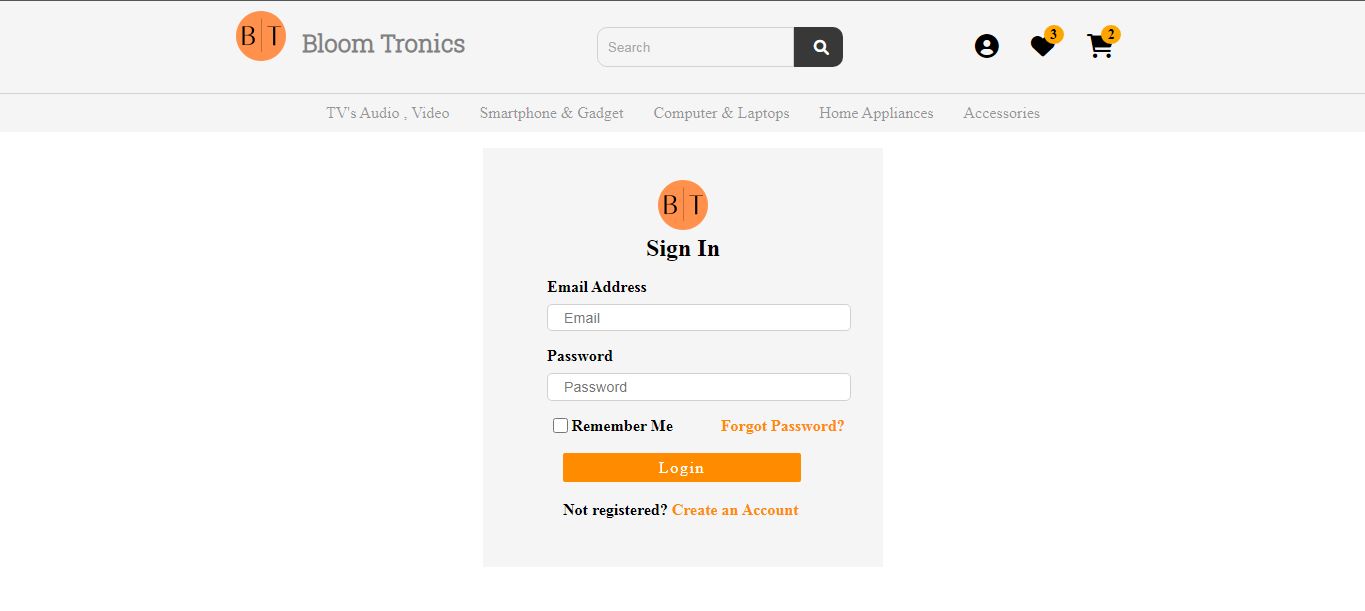 B|T Bloom Tronics Search 3 2
TV's Audio , Video Smartphone & Gadget Computer & Laptops Home Appliances Accessories
B|T
Sign In
Email Address
Email
Password
Password
Remember Me Forgot Password?
Login
Not registered? Create an Account